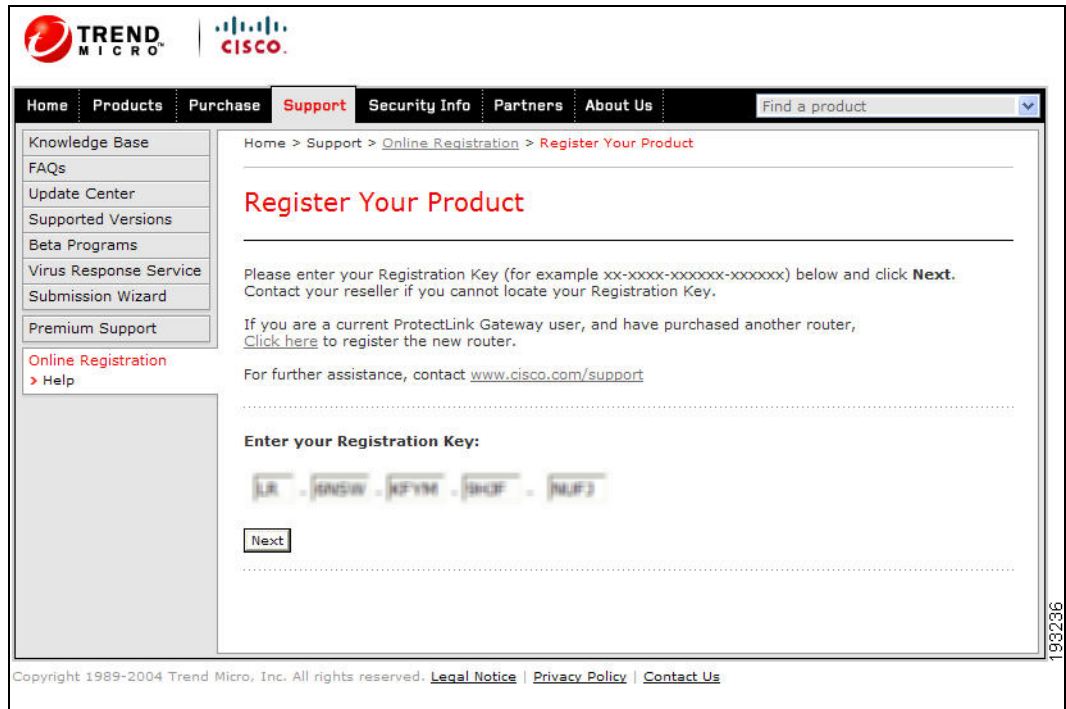 TREND
MICRO™
CISCO.
Home Products Purchase Support Security Info Partners About Us Find a product
Knowledge Base
FAQs
Update Center
Supported Versions
Beta Programs
Virus Response Service
Submission Wizard
Premium Support
Online Registration
> Help
Home > Support > Online Registration > Register Your Product
Register Your Product
Please enter your Registration Key (for example xx-xxxx-xxxxxx-xxxxxx) below and click Next.
Contact your reseller if you cannot locate your Registration Key.
If you are a current ProtectLink Gateway user, and have purchased another router,
Click here to register the new router.
For further assistance, contact www.cisco.com/support
Enter your Registration Key:
Next
193236
Copyright 1989-2004 Trend Micro, Inc. All rights reserved. Legal Notice | Privacy Policy | Contact Us